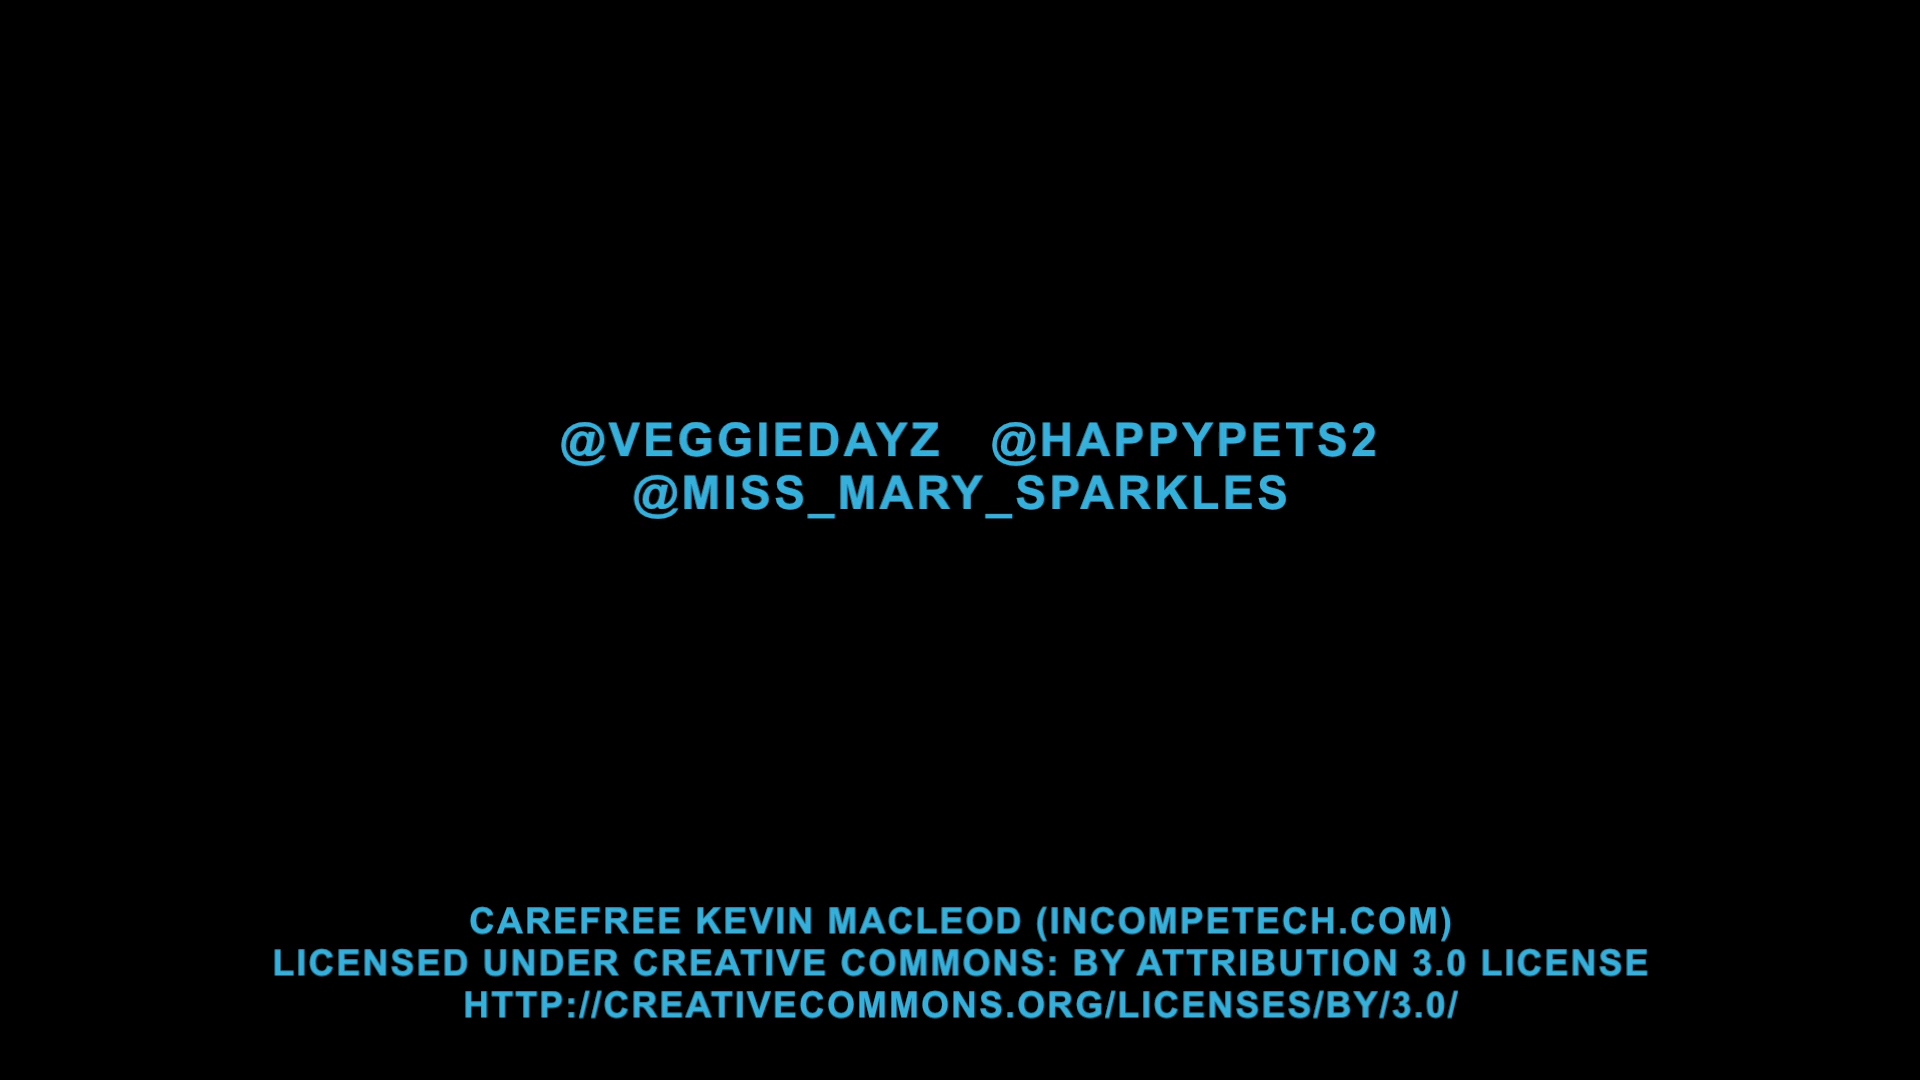 @VEGGIEDAYZ @HAPPYPETS2
@MISS_MARY_SPARKLES
CAREFREE KEVIN MACLEOD (INCOMPETECH.COM)
LICENSED UNDER CREATIVE COMMONS: BY ATTRIBUTION 3.0 LICENSE
HTTP://CREATIVECOMMONS.ORG/LICENSES/BY/3.0/